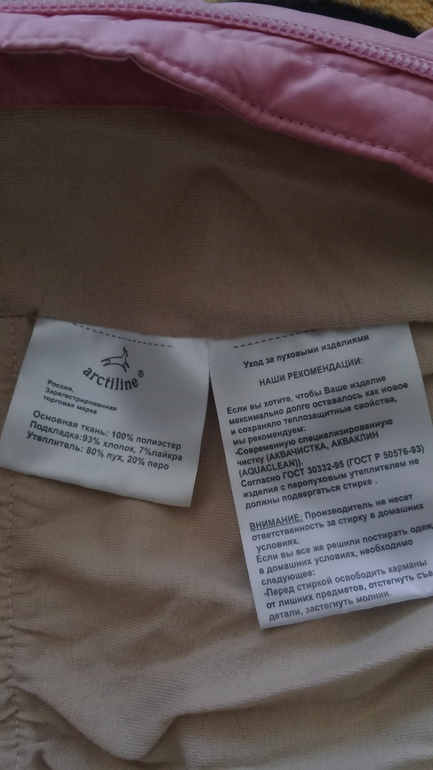 arctiline®
Россия,
Зарегестрированная
торговая марка
Основная ткань: 100% полиэстер
Подкладка:93% хлопок, 7%лайкра
Утеплитель: 80% пух, 20% перо
Уход за пуховыми изделиями
НАШИ РЕКОМЕНДАЦИИ:
Если вы хотите, чтобы Ваше изделие
максимально долго оставалось как новое
и сохраняло теплозащитные свойства,
мы рекомендуем:
-Современную специализированную
чистку (АКВАЧИСТКА, АКВАКЛИН
(AQUACLEAN)).
Согласно ГОСТ 30332-95 (ГОСТ Р 50576-93)
изделия с перопуховым утеплителем не
должны подвергаться стирке .
ВНИМАНИЕ: Производитель не несет
ответственность за стирку в домашних
условиях.
Если вы все же решили постирать
в домашних условиях, необходимо
следующее:
-Перед стиркой освободить карманы
от лишних предметов, отстегнуть
детали, застегнуть молнии.